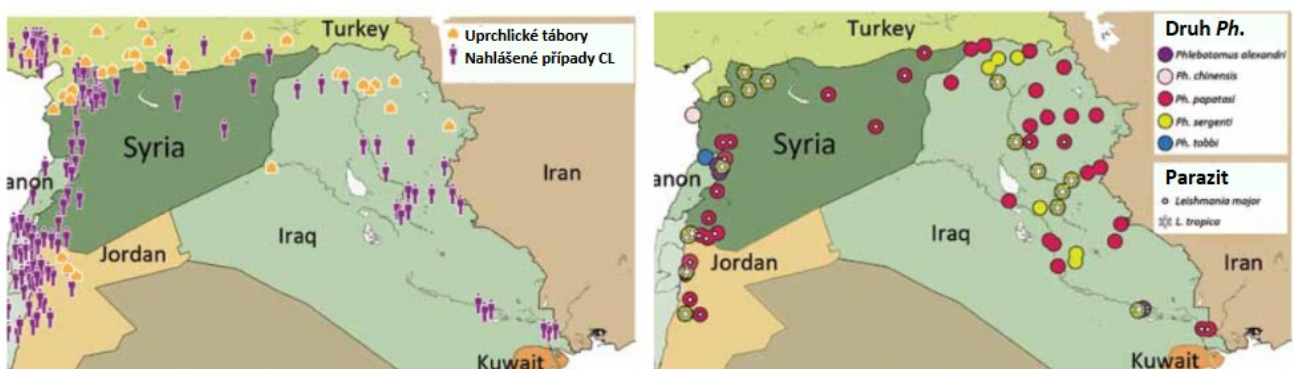 Turkey
Uprchlické tábory
Nahlášené případy CL
Syria
anon
Iran
Iraq
Jordan
Kuwait
Turkey
Druh Ph.
Phlebotomus alexandri
Ph. chinensis
Ph. papatasi
Ph. sergenti
Ph. tobbi
Syria
anon
Parazit
Leishmania major
L. tropica
Iraq
Jordan
Iran
Kuwait